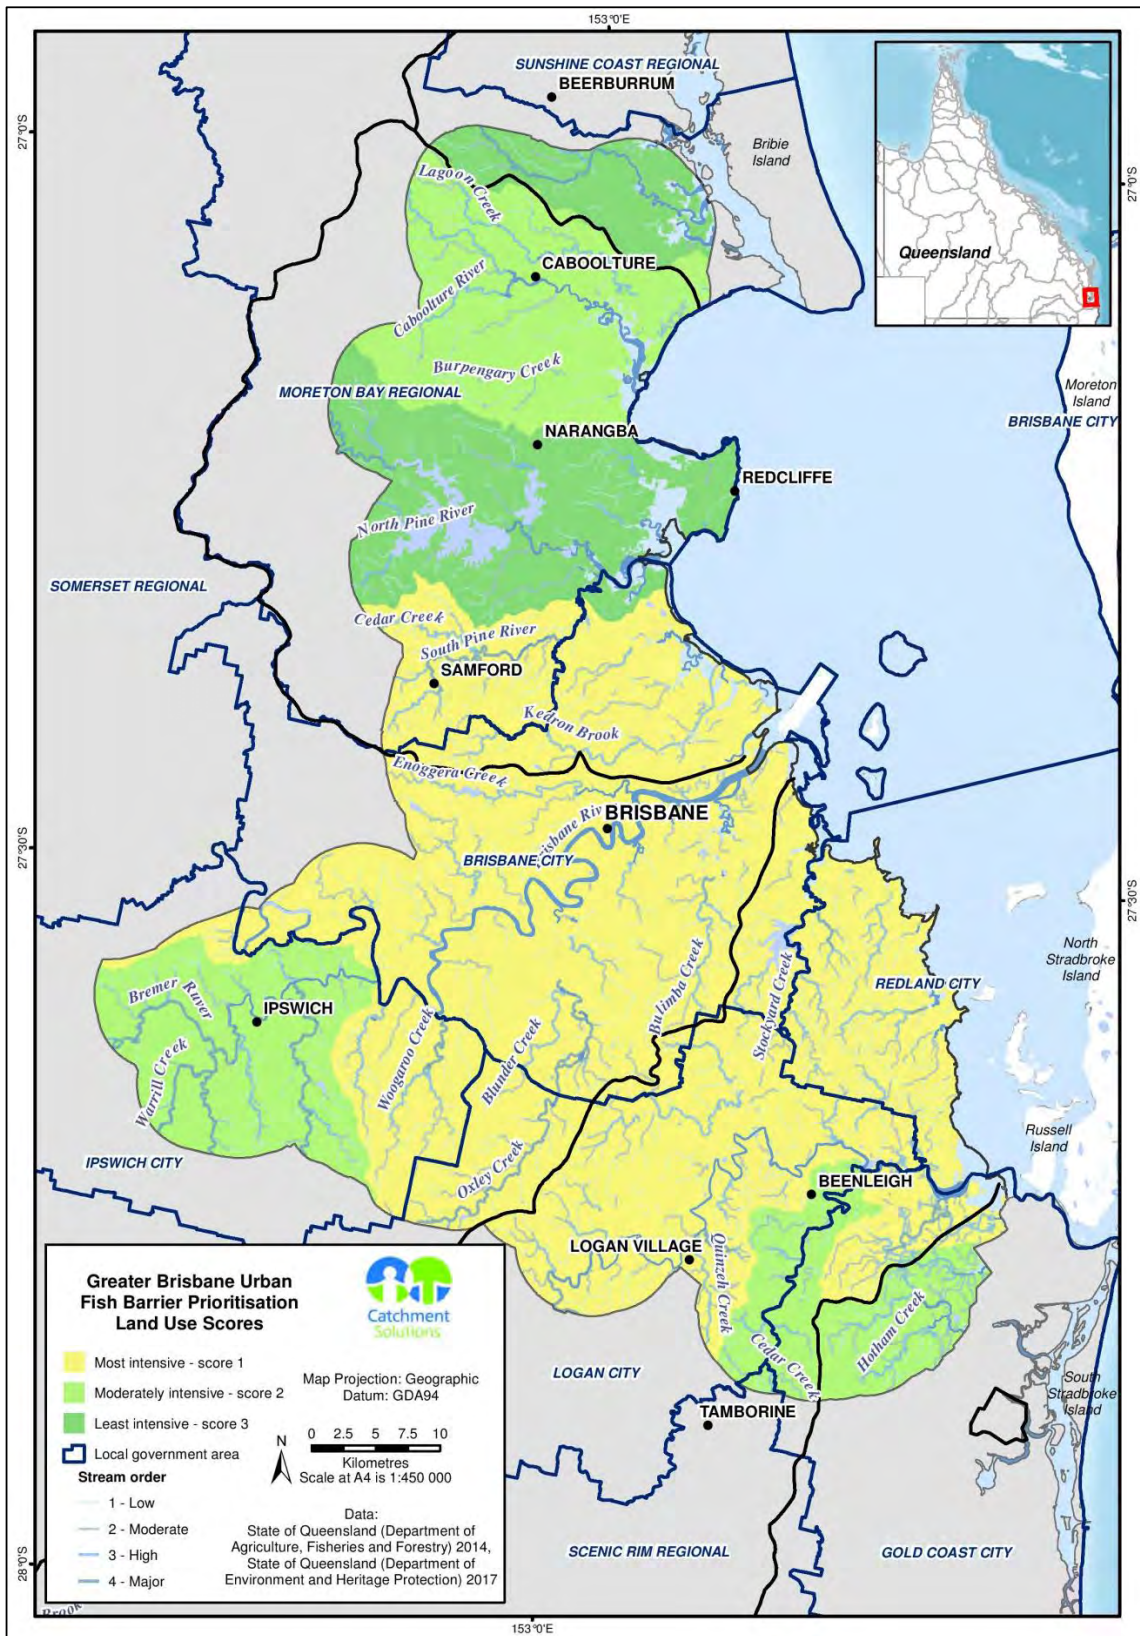 153°0'E
SUNSHINE COAST REGIONAL
BEERBURRUM
27°0'S
Bribie
Island
27°0'S
Lagoon Creek
Queensland
CABOOLTURE
Caboolture River
Burpengary Creek
MORETON BAY REGIONAL
Moreton
Island
BRISBANE CITY
NARANGBA
REDCLIFFE
North Pine River
SOMERSET REGIONAL
Cedar Creek
South Pine River
SAMFORD
Kedron Brook
Enoggera Creek
BRISBANE
Brisbane Riv
27°30'S
BRISBANE CITY
27°30'S
North
Stradbroke
Island
REDLAND CITY
Bulimba Creek
Stockyard Creek
Bremer Ruver
IPSWICH
Woogaroo Creek
Blunder Creek
Warrill Creek
Russell
Island
IPSWICH CITY
Oxley Creek
BEENLEIGH
LOGAN VILLAGE
Quinzeh Creek
Hotham Creek
Cedar Creek
LOGAN CITY
South
Stradbroke
Island
TAMBORINE
SCENIC RIM REGIONAL
GOLD COAST CITY
28°0'S
Brook
153°0'E
Greater Brisbane Urban
Fish Barrier Prioritisation
Land Use Scores
Catchment
Solutions
Most intensive - score 1
Moderately intensive - score 2
Least intensive - score 3
Local government area
Stream order
1 - Low
2 - Moderate
3 - High
4 - Major
Map Projection: Geographic
Datum: GDA94
N
0 2.5 5 7.5 10
Kilometres
Scale at A4 is 1:450 000
Data:
State of Queensland (Department of
Agriculture, Fisheries and Forestry) 2014,
State of Queensland (Department of
Environment and Heritage Protection) 2017